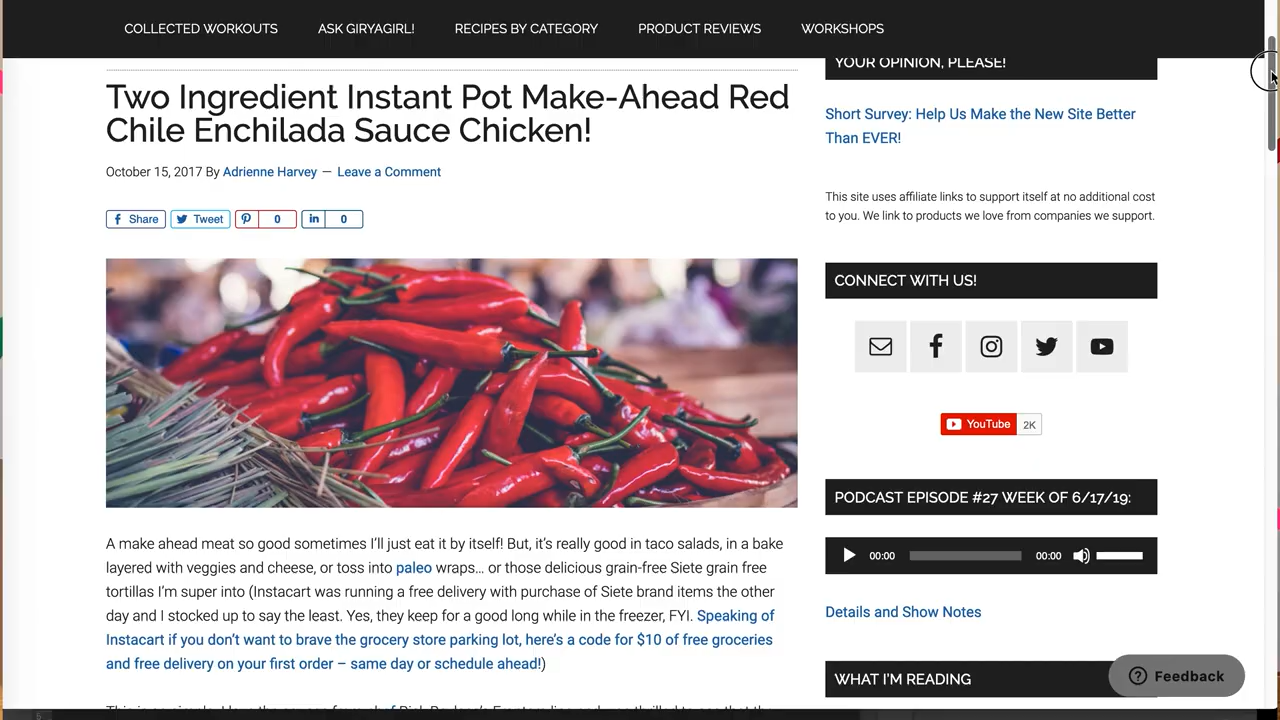 COLLECTED WORKOUTS ASK GIRYAGIRL! RECIPES BY CATEGORY PRODUCT REVIEWS WORKSHOPS
Two Ingredient Instant Pot Make-Ahead Red
Chile Enchilada Sauce Chicken!
October 15, 2017 By Adrienne Harvey — Leave a Comment
Share Tweet 0 0
A make ahead meat so good sometimes I'll just eat it by itself! But, it's really good in taco salads, in a bake
layered with veggies and cheese, or toss into paleo wraps… or those delicious grain-free Siete grain free
tortillas I'm super into (Instacart was running a free delivery with purchase of Siete brand items the other
day and I stocked up to say the least. Yes, they keep for a good long while in the freezer, FYI. Speaking of
Instacart if you don't want to brave the grocery store parking lot, here's a code for $10 of free groceries
and free delivery on your first order – same day or schedule ahead!)
YOUR OPINION, PLEASE!
Short Survey: Help Us Make the New Site Better
Than EVER!
This site uses affiliate links to support itself at no additional cost
to you. We link to products we love from companies we support.
CONNECT WITH US!
YouTube 2K
PODCAST EPISODE #27 WEEK OF 6/17/19:
00:00 00:00
Details and Show Notes
WHAT I'M READING
Feedback